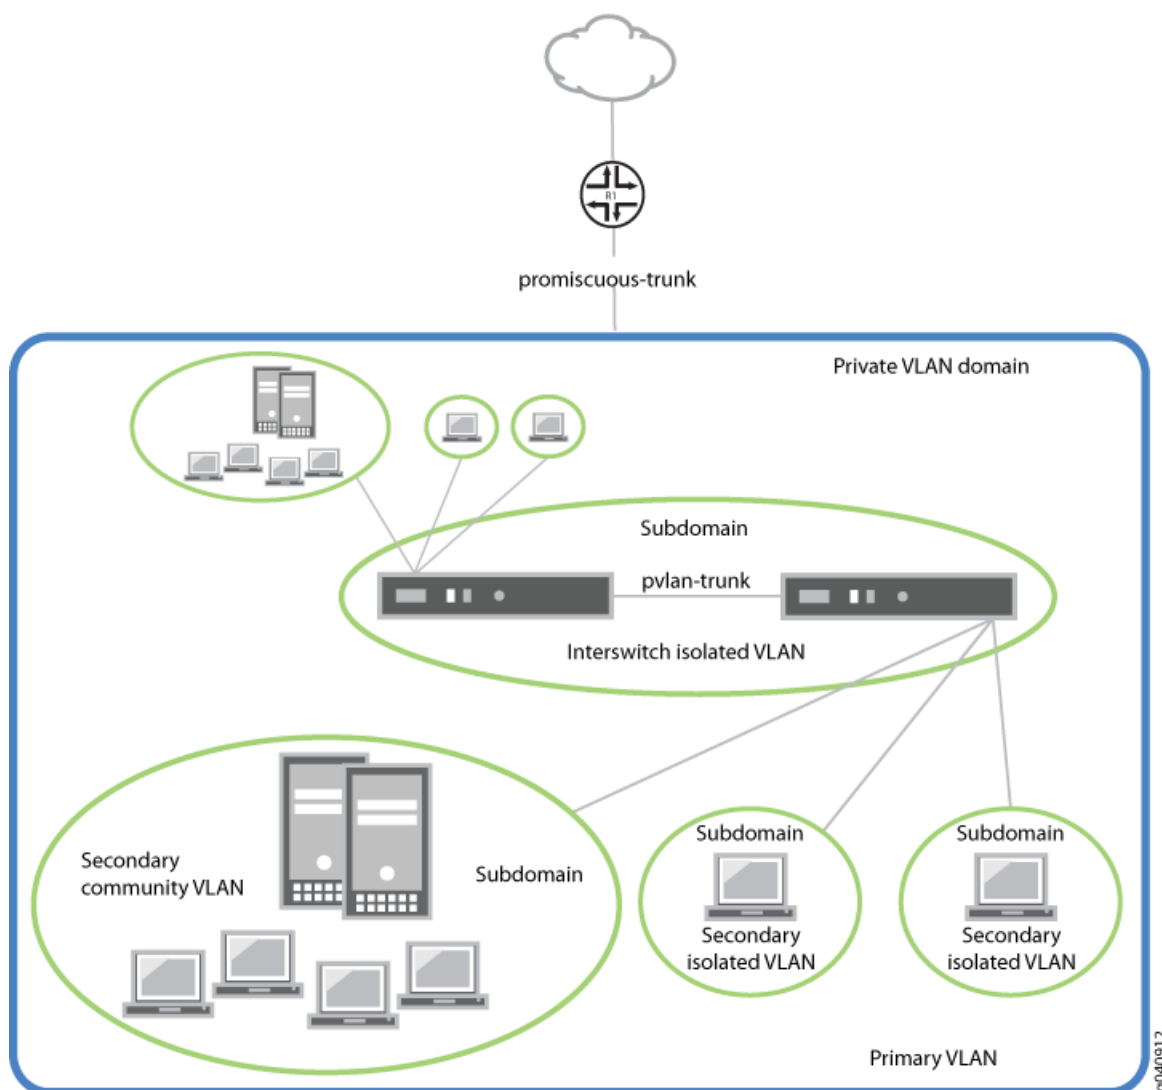 R1
promiscuous-trunk
Private VLAN domain
Subdomain
pvlan-trunk
Interswitch isolated VLAN
Secondary
community VLAN
Subdomain
Subdomain
Secondary
isolated VLAN
Subdomain
Secondary
isolated VLAN
Primary VLAN